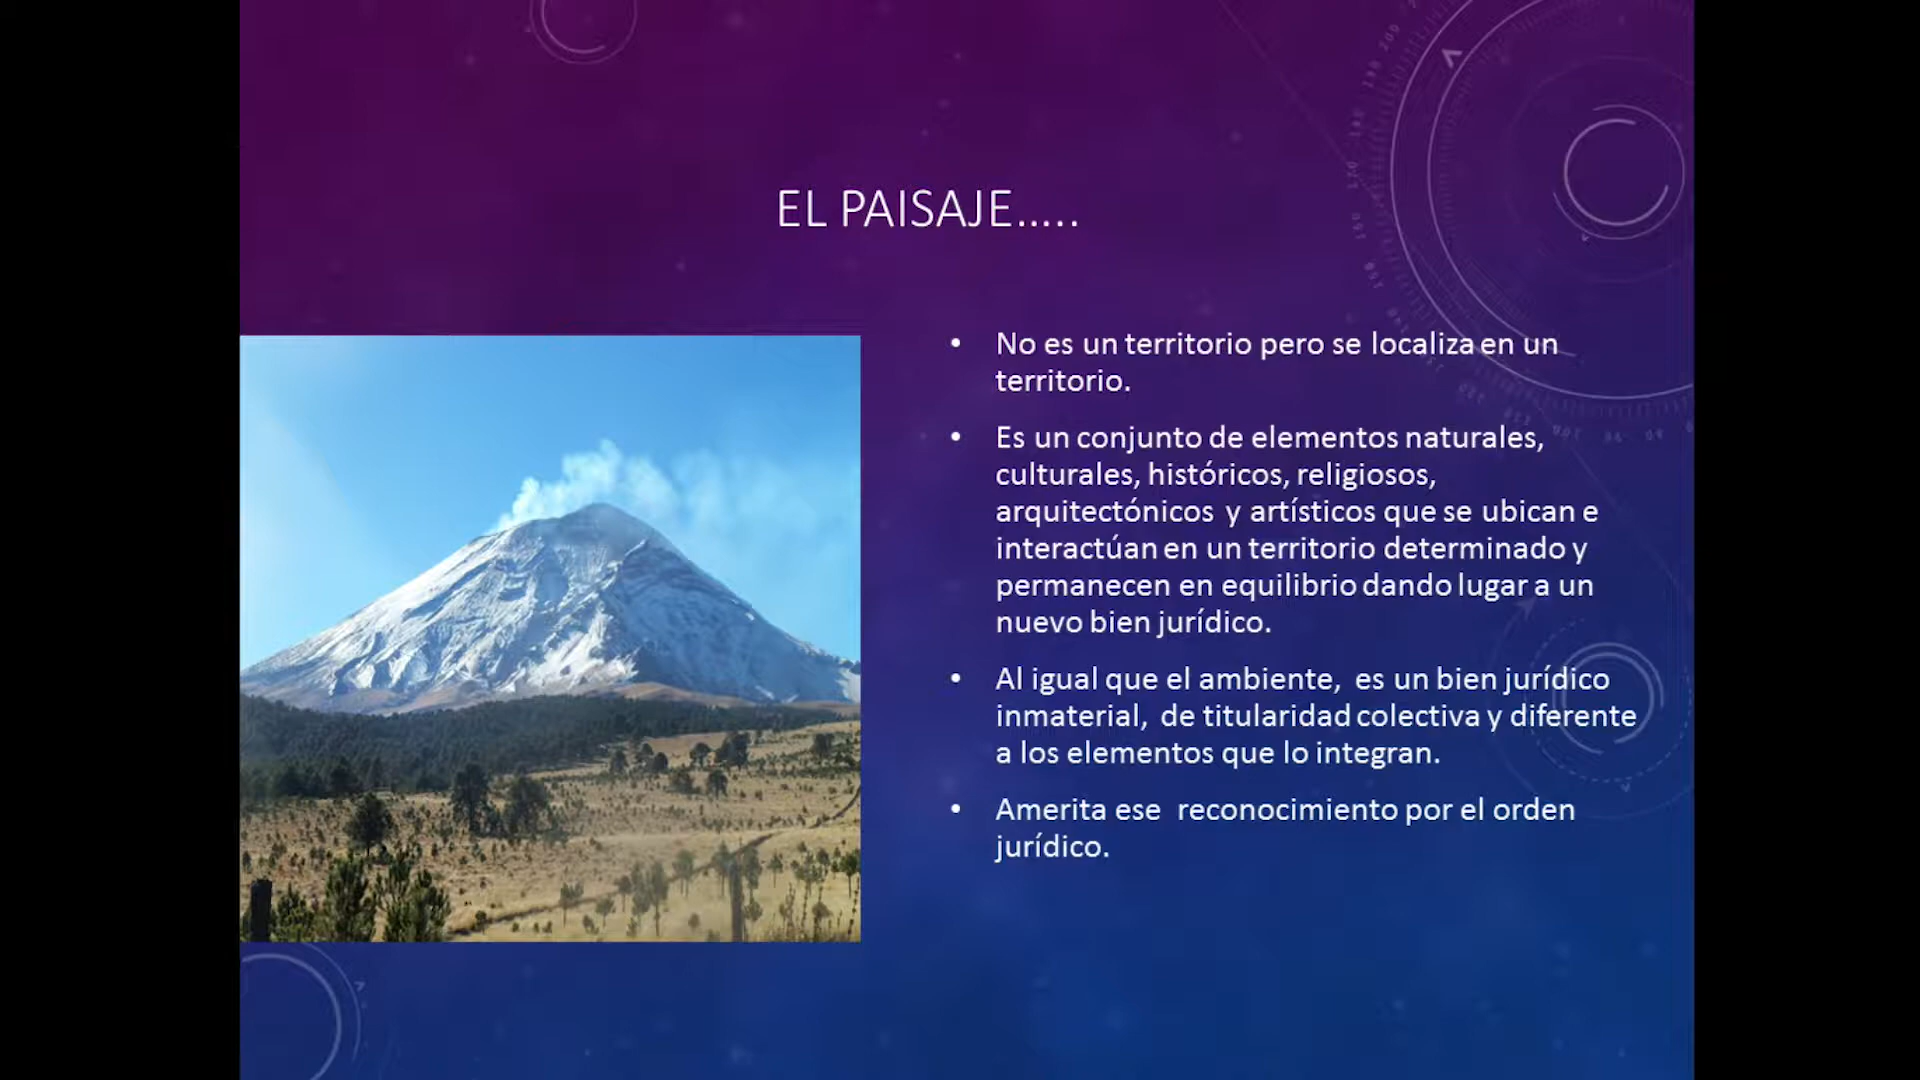 EL PAISAJE.....
• No es un territorio pero se localiza en un
territorio.
• Es un conjunto de elementos naturales,
culturales, históricos, religiosos,
arquitectónicos y artísticos que se ubican e
interactúan en un territorio determinado y
permanecen en equilibrio dando lugar a un
nuevo bien jurídico.
• Al igual que el ambiente, es un bien jurídico
inmaterial, de titularidad colectiva y diferente
a los elementos que lo integran.
• Amerita ese reconocimiento por el orden
jurídico.